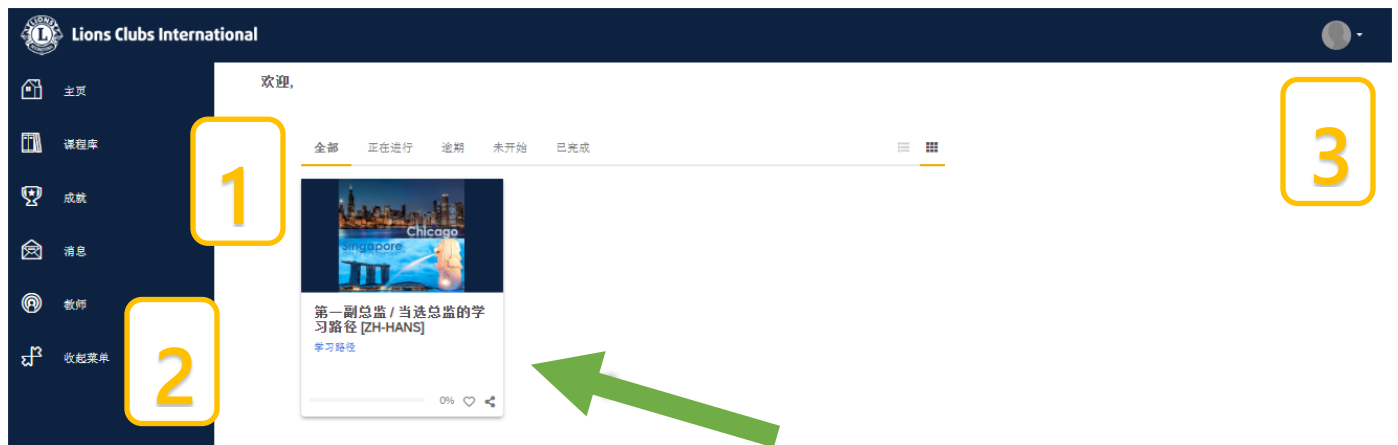 Lions Clubs International
主页
课程库
成就
消息
教师
收起菜单
欢迎,
全部 正在进行 逾期 未开始 已完成
1
2
3
Chicago
Singapore
第一副总监 / 当选总监的学
习路径 [ZH-HANS]
学习路径
0%